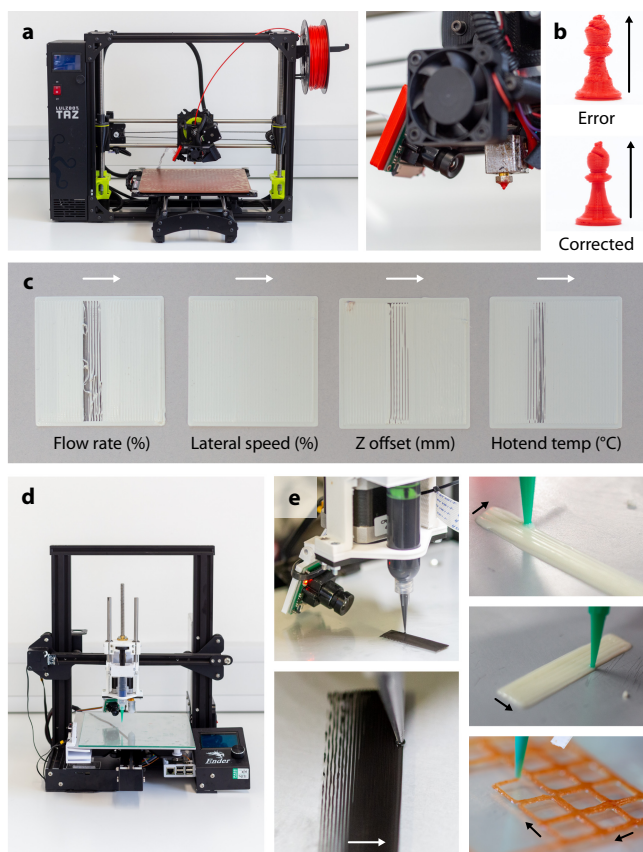 a
LULZBOT
TAZ
b
Error
Corrected
c
Flow rate (%)
Lateral speed (%)
Z offset (mm)
Hotend temp (°C)
d
Ender
e